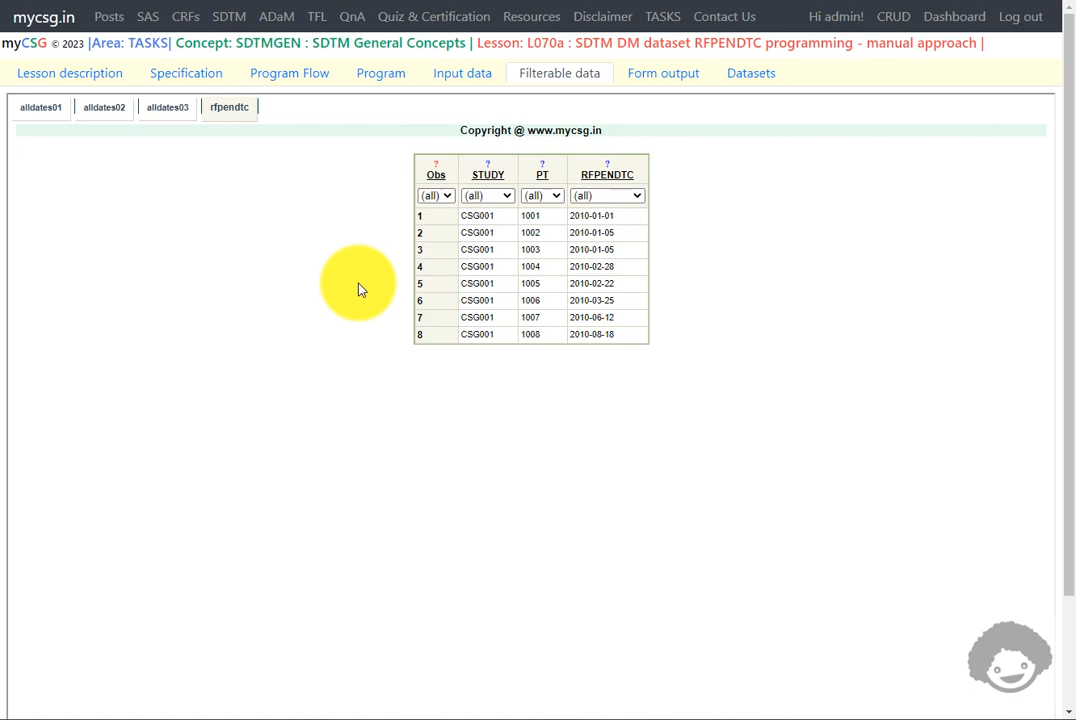 mycsg.in Posts SAS CRFs SDTM ADaM TFL QnA Quiz & Certification Resources Disclaimer TASKS Contact Us Hi admin! CRUD Dashboard Log out
myCSG © 2023 |Area: TASKS| Concept: SDTMGEN : SDTM General Concepts | Lesson: L070a : SDTM DM dataset RFPENDTC programming - manual approach |
Lesson description Specification Program Flow Program Input data Filterable data Form output Datasets
alldates01 alldates02 alldates03 rfpendtc
Copyright @ www.mycsg.in
? ? ? ?
Obs STUDY PT RFPENDTC
(all) (all) (all) (all)
1 CSG001 1001 2010-01-01
2 CSG001 1002 2010-01-05
3 CSG001 1003 2010-01-05
4 CSG001 1004 2010-02-28
5 CSG001 1005 2010-02-22
6 CSG001 1006 2010-03-25
7 CSG001 1007 2010-06-12
8 CSG001 1008 2010-08-18